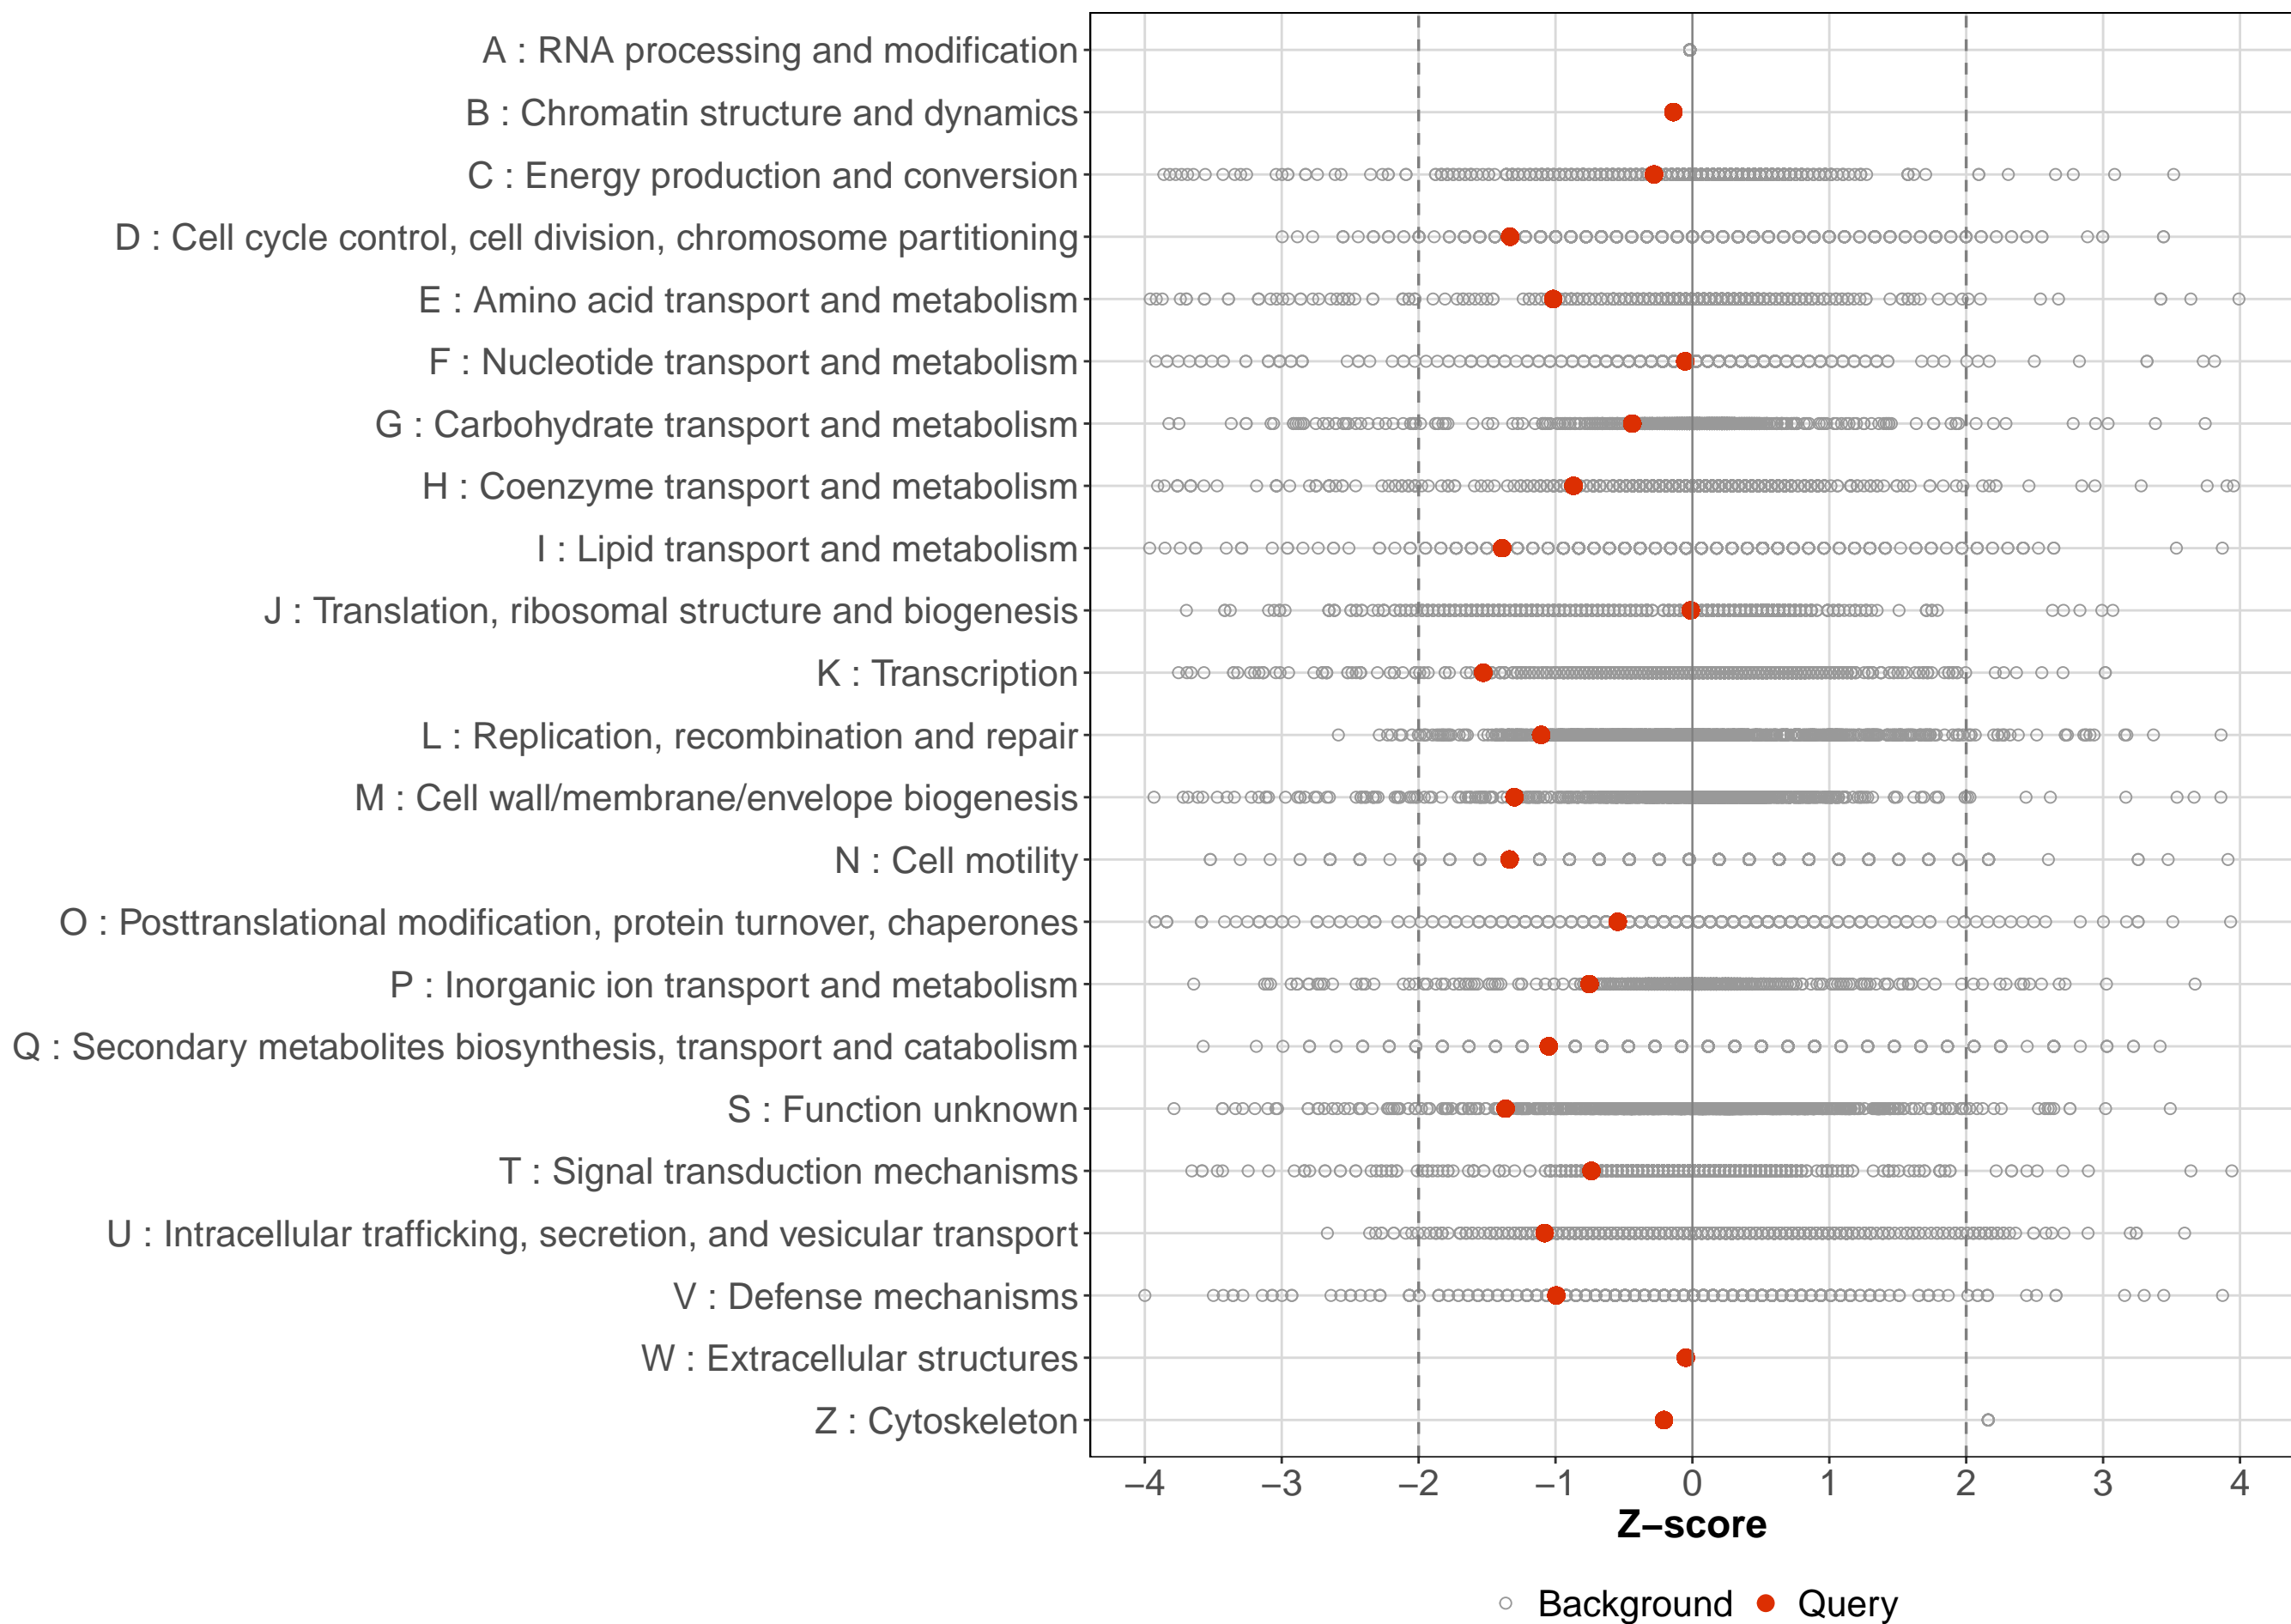 A : RNA processing and modification
B : Chromatin structure and dynamics
C : Energy production and conversion
D : Cell cycle control, cell division, chromosome partitioning
E : Amino acid transport and metabolism
F : Nucleotide transport and metabolism
G : Carbohydrate transport and metabolism
H : Coenzyme transport and metabolism
I : Lipid transport and metabolism
J : Translation, ribosomal structure and biogenesis
K : Transcription
L : Replication, recombination and repair
M : Cell wall/membrane/envelope biogenesis
N : Cell motility
O : Posttranslational modification, protein turnover, chaperones
P : Inorganic ion transport and metabolism
Q : Secondary metabolites biosynthesis, transport and catabolism
S : Function unknown
T : Signal transduction mechanisms
U : Intracellular trafficking, secretion, and vesicular transport
V : Defense mechanisms
W : Extracellular structures
Z : Cytoskeleton
−4 −3 −2 −1 0 1 2 3 4
Z−score
Background Query